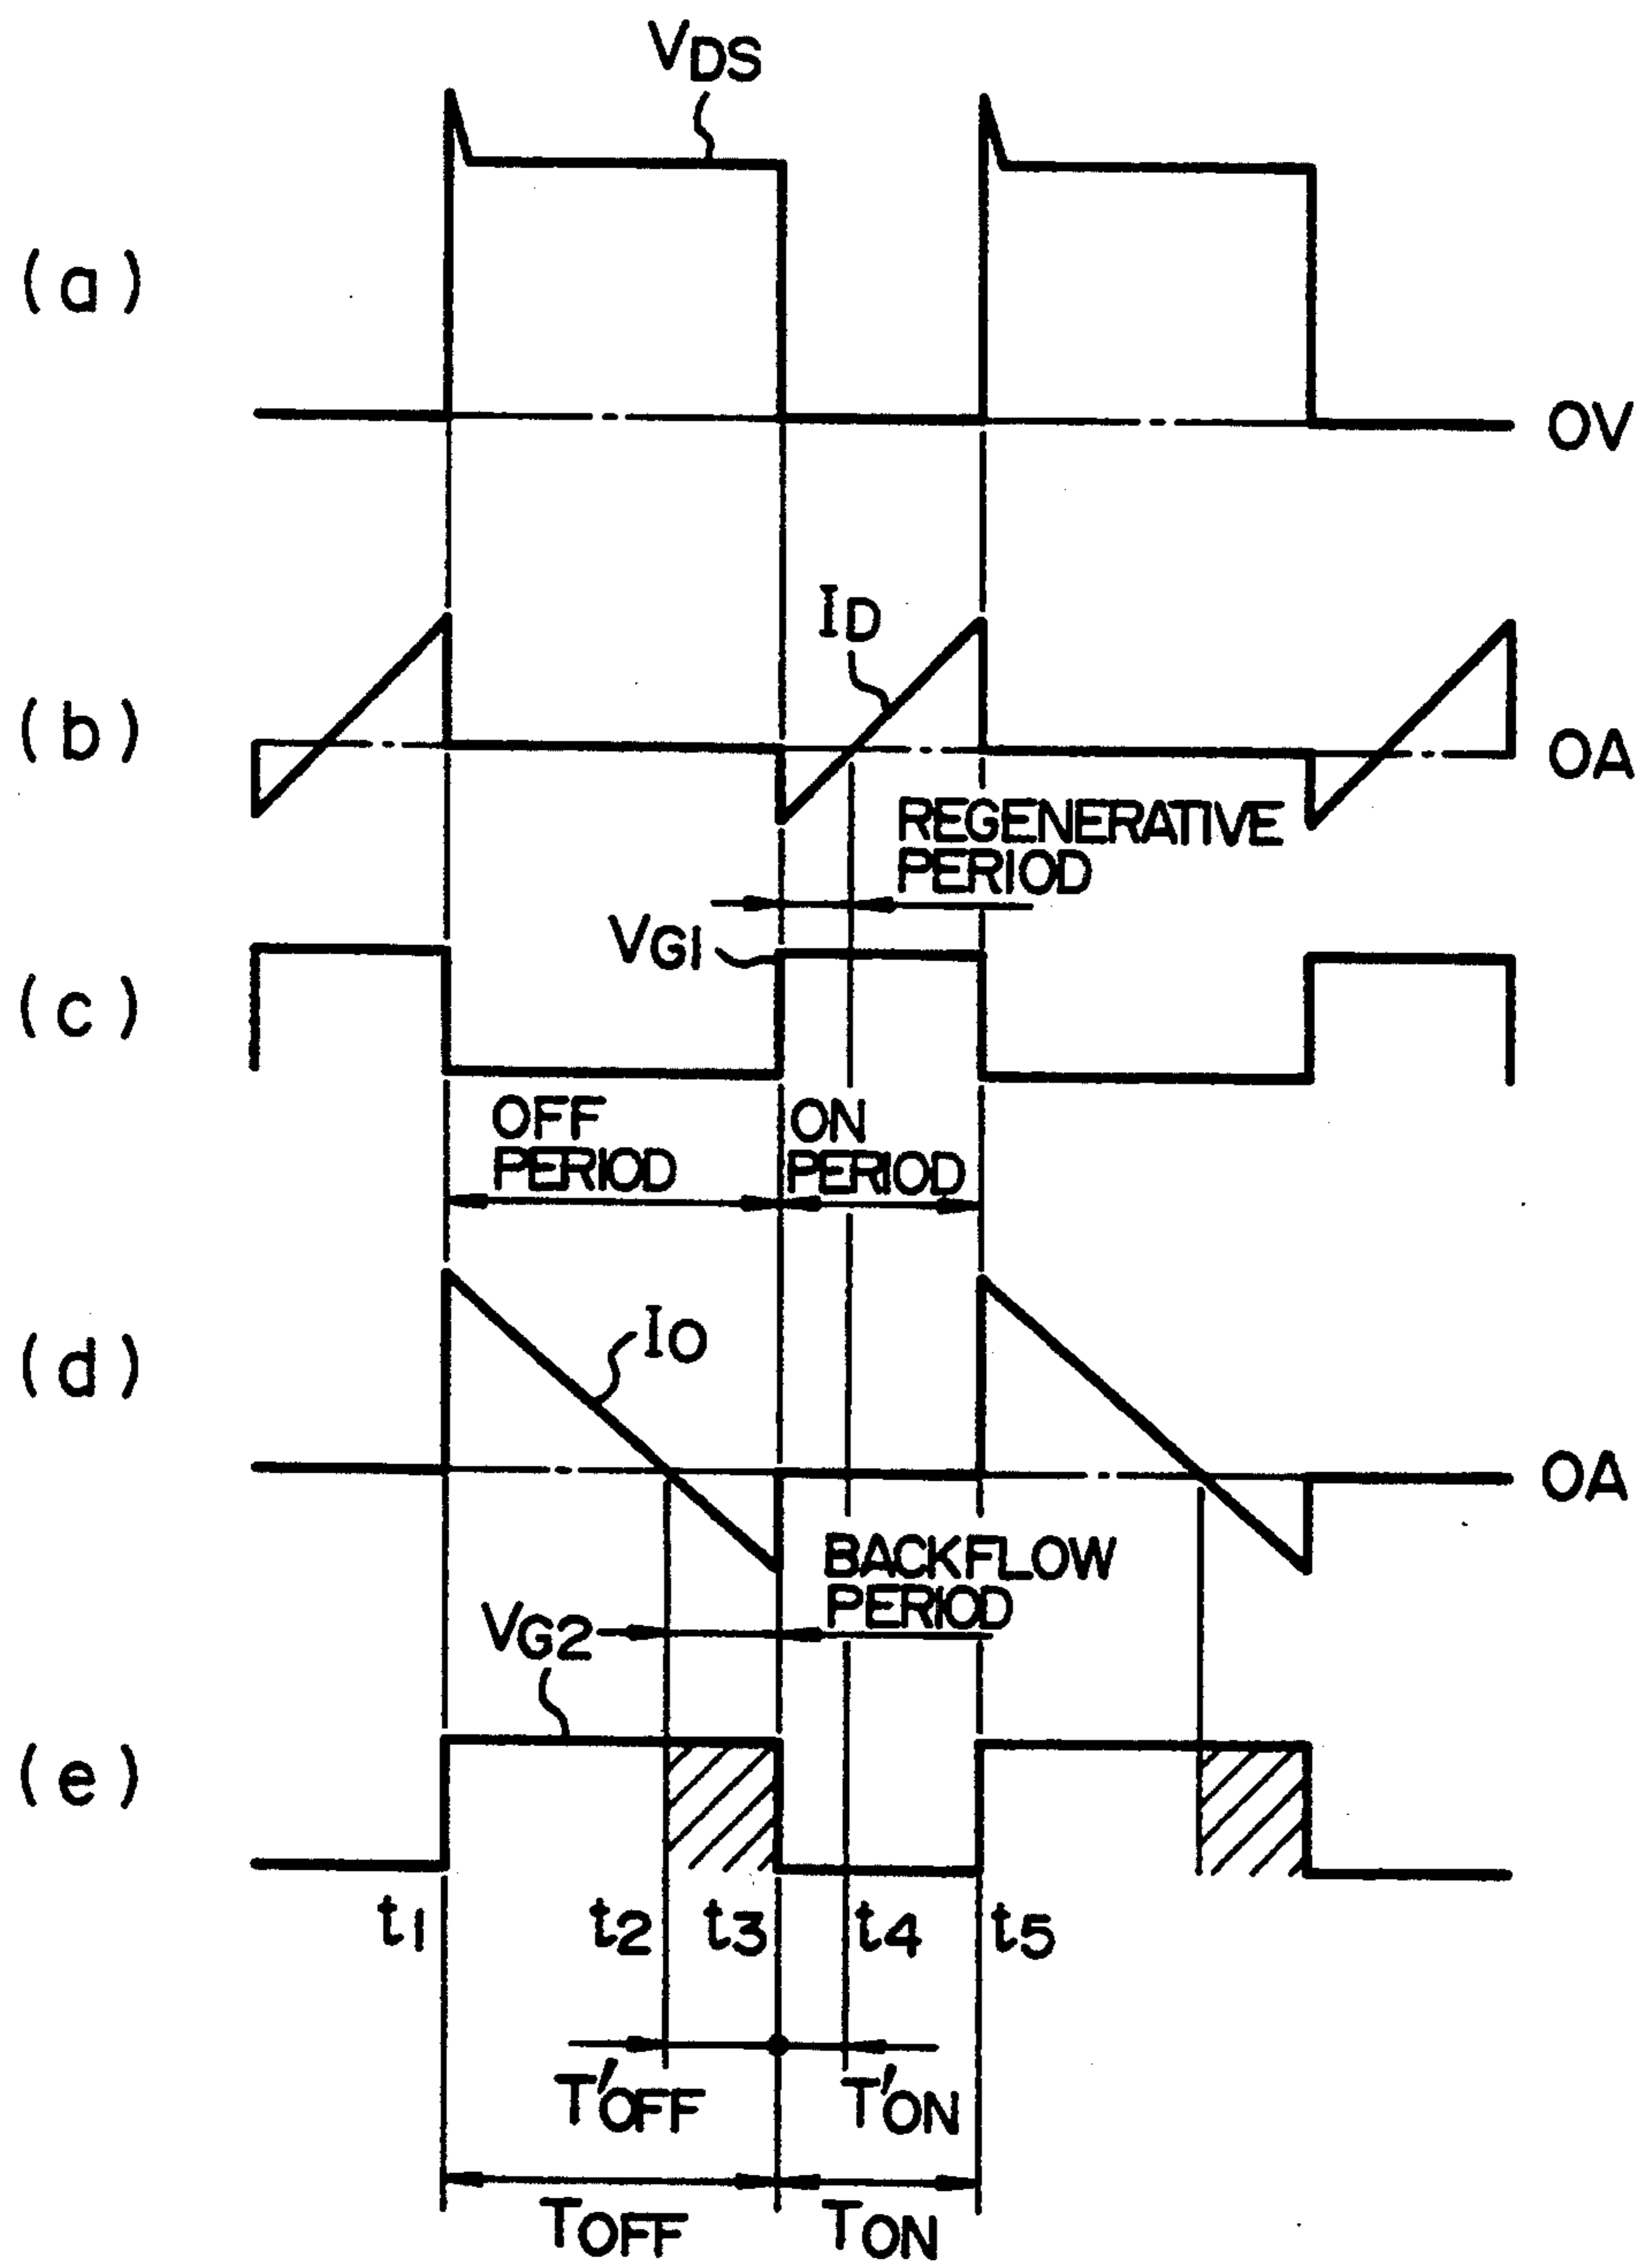 VDS
(a)
OV
ID
(b)
OA
REGENERATIVE
PERIOD
VG1
(c)
OFF
PERIOD
ON
PERIOD
IO
(d)
OA
BACKFLOW
PERIOD
VG2
(e)
t1
t2
t3
t4
t5
T'OFF
T'ON
TOFF
TON